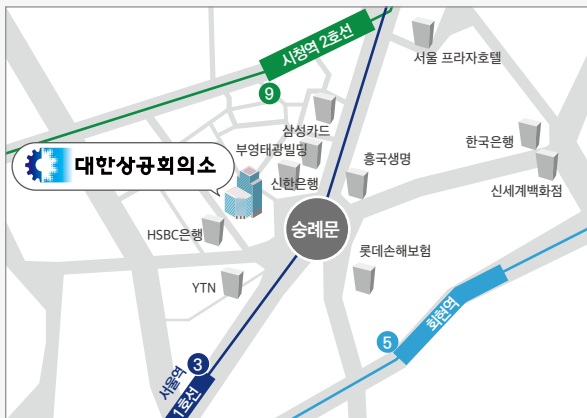 시청역 2호선
9
서울 프라자호텔
삼성카드
부영태광빌딩
한국은행
대한상공회의소
신한은행
흥국생명
신세계백화점
숭례문
HSBC은행
롯데손해보험
YTN
회현역
5
서울역
3
1호선